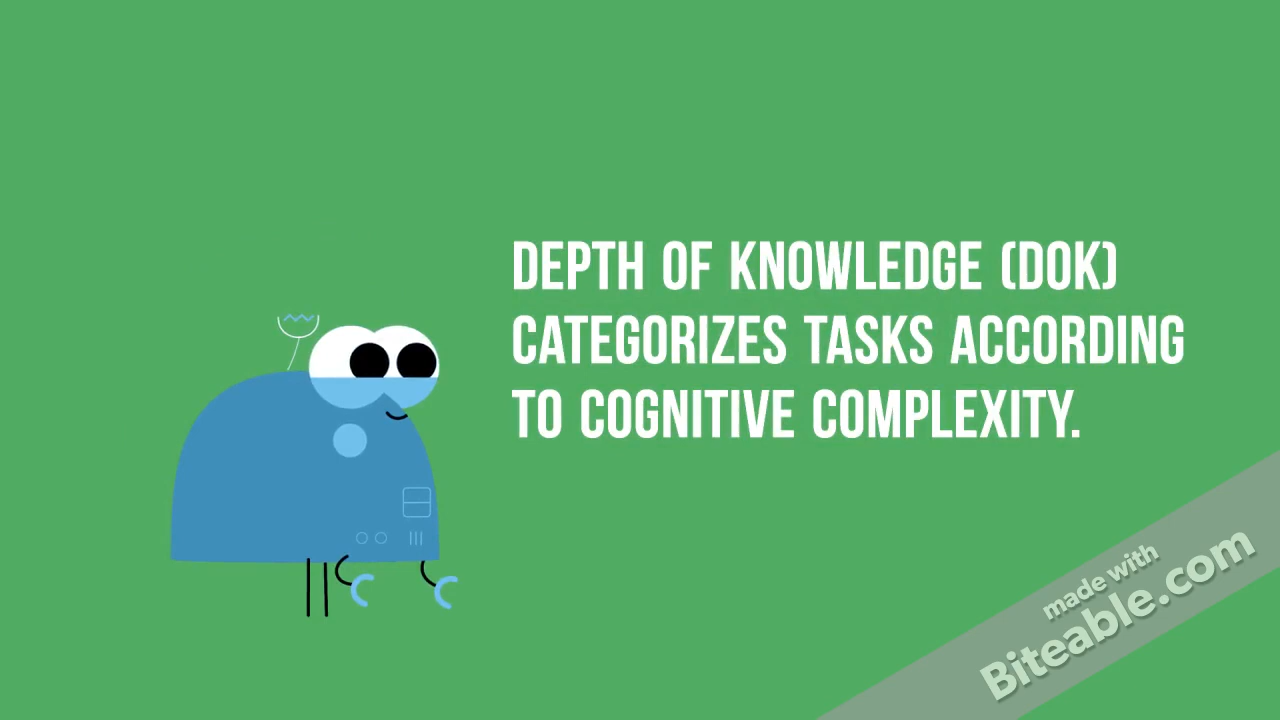 DEPTH OF KNOWLEDGE (DOK)
CATEGORIZES TASKS ACCORDING
TO COGNITIVE COMPLEXITY.
made with
Biteable.com